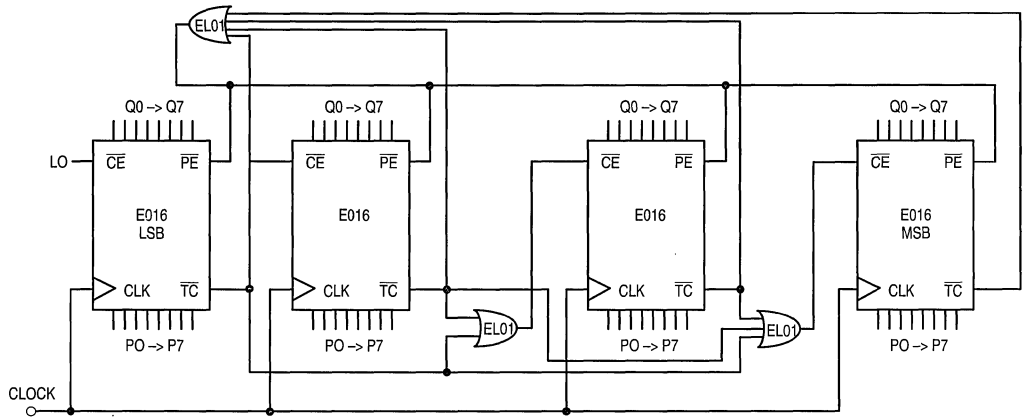 EL01
Q0 –> Q7
Q0 –> Q7
Q0 –> Q7
Q0 –> Q7
LO
CE
PE
CE
PE
CE
PE
CE
PE
E016
LSB
E016
E016
E016
MSB
CLK
TC
CLK
TC
CLK
TC
CLK
TC
EL01
EL01
PO –> P7
PO –> P7
PO –> P7
PO –> P7
CLOCK